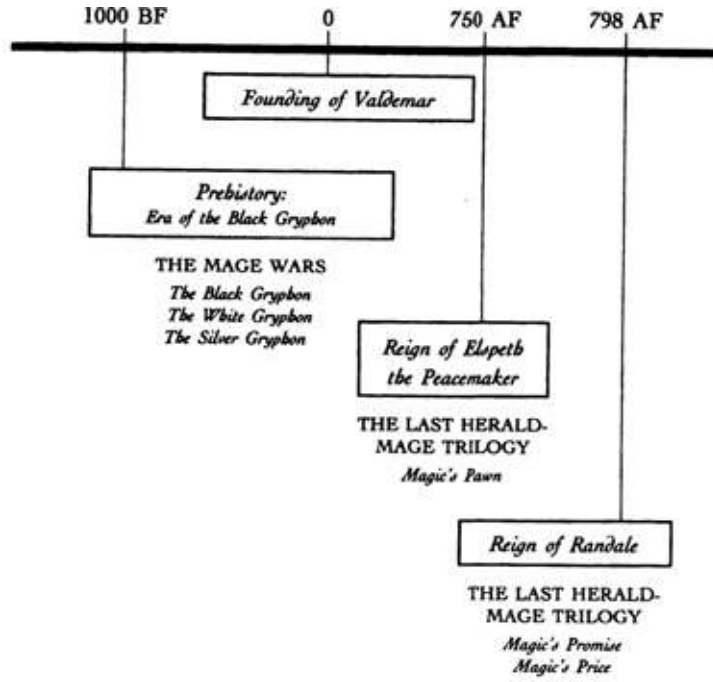 1000 BF 0 750 AF 798 AF
Founding of Valdemar
Prehistory:
Era of the Black Gryphon
THE MAGE WARS
The Black Gryphon
The White Gryphon
The Silver Gryphon
Reign of Elspeth
the Peacemaker
THE LAST HERALD-
MAGE TRILOGY
Magic's Pawn
Reign of Randale
THE LAST HERALD-
MAGE TRILOGY
Magic's Promise
Magic's Price